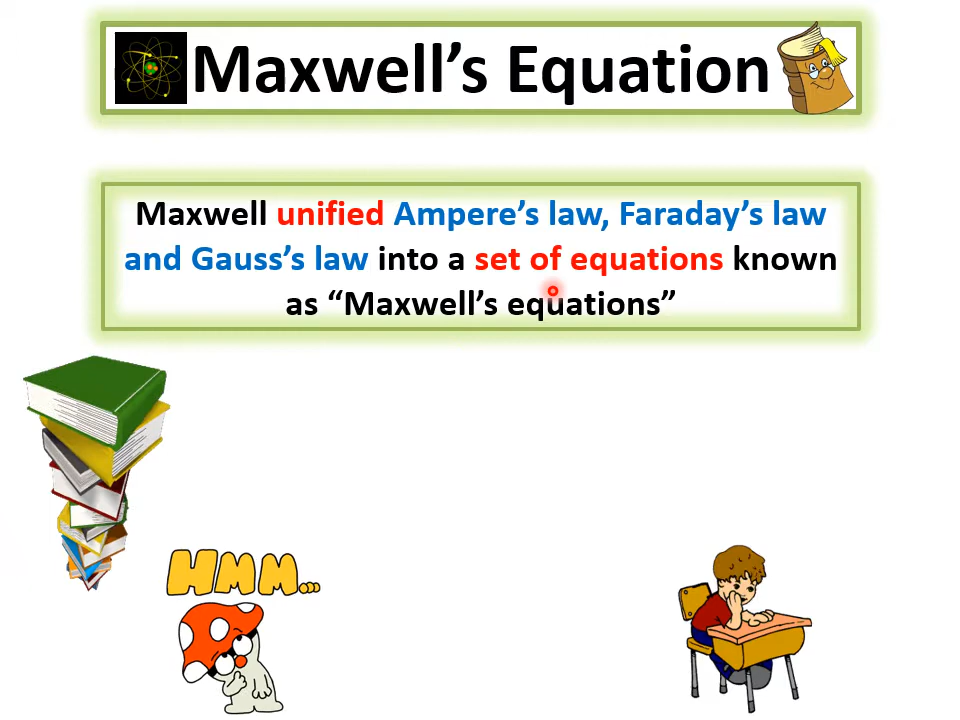 Maxwell’s Equation
Maxwell unified Ampere’s law, Faraday’s law
and Gauss’s law into a set of equations known
as “Maxwell’s equations”
HMM...